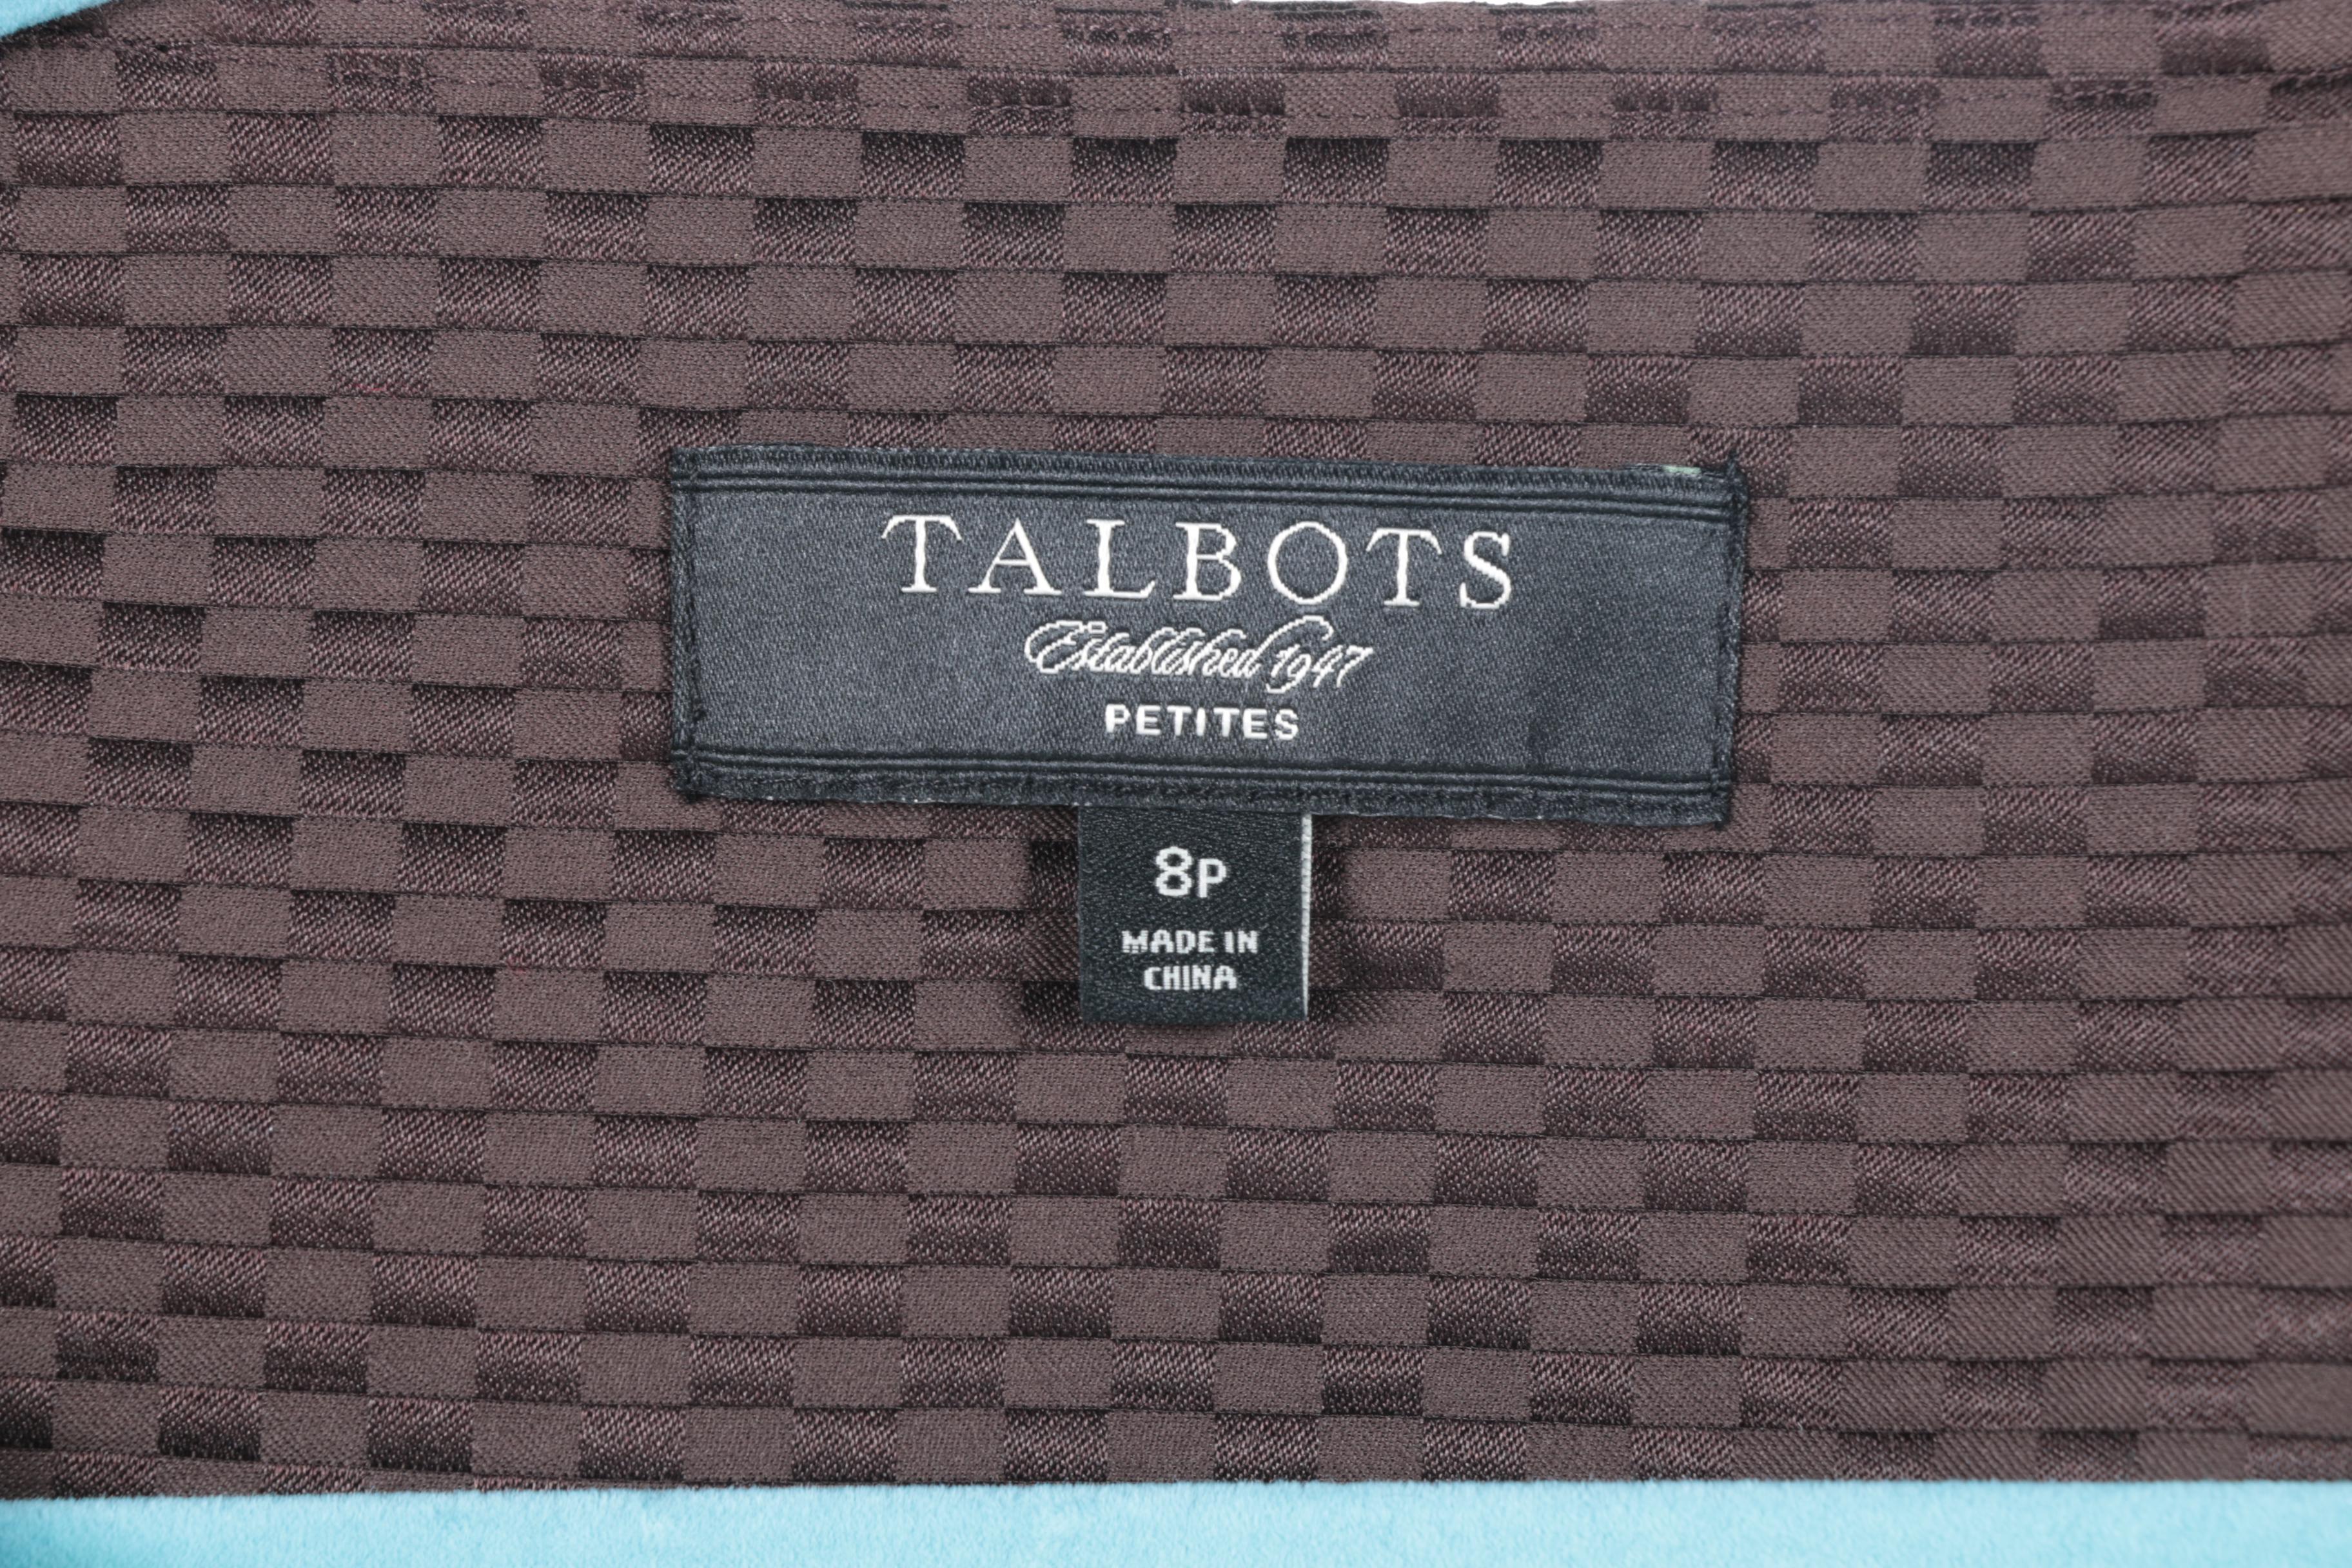 TALBOTS
Established 1947
PETITES
8P
MADE IN
CHINA